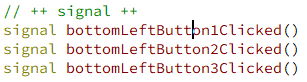 // ++ signal ++
signal bottomLeftButton1Clicked()
signal bottomLeftButton2Clicked()
signal bottomLeftButton3Clicked()